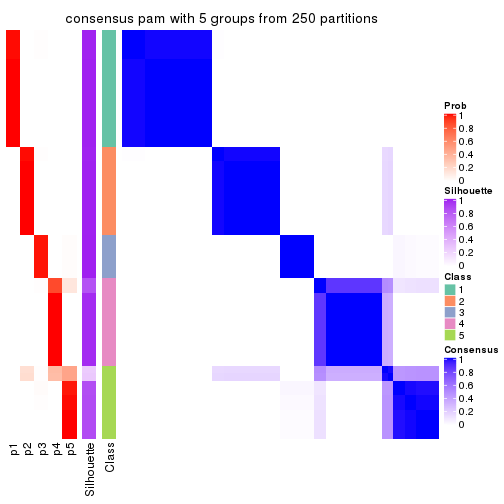 consensus pam with 5 groups from 250 partitions
Prob
1
0.8
0.6
0.4
0.2
0
Silhouette
1
0.8
0.6
0.4
0.2
0
Class
1
2
3
4
5
Consensus
1
0.8
0.6
0.4
0.2
0
p1
p2
p3
p4
p5
Silhouette
Class